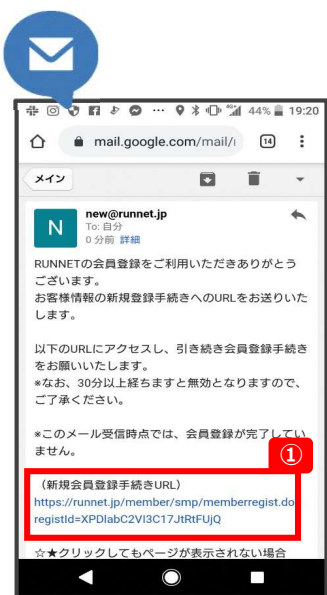 4G 44% 19:20
mail.google.com/mail/ 14
メイン
N new@runnet.jp
To: 自分
0 分前 詳細
RUNNETの会員登録をご利用いただきありがとう
ございます。
お客様情報の新規登録手続きへのURLをお送りいた
します。
以下のURLにアクセスし、引き続き会員登録手続き
をお願いいたします。
*なお、30分以上経ちますと無効となりますので、
ご了承ください。
*このメール受信時点では、会員登録が完了してい
ません。
①
(新規会員登録手続きURL)
https://runnet.jp/member/smp/memberregist.do
registId=XPDlabC2VI3C17JtRtFUjQ
☆★クリックしてもページが表示されない場合